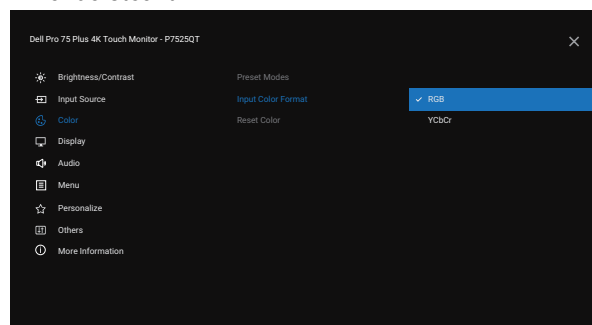 Dell Pro 75 Plus 4K Touch Monitor - P7525QT
Brightness/Contrast
Preset Modes
Input Source
Input Color Format
RGB
Color
Reset Color
YCbCr
Display
Audio
Menu
Personalize
Others
More Information